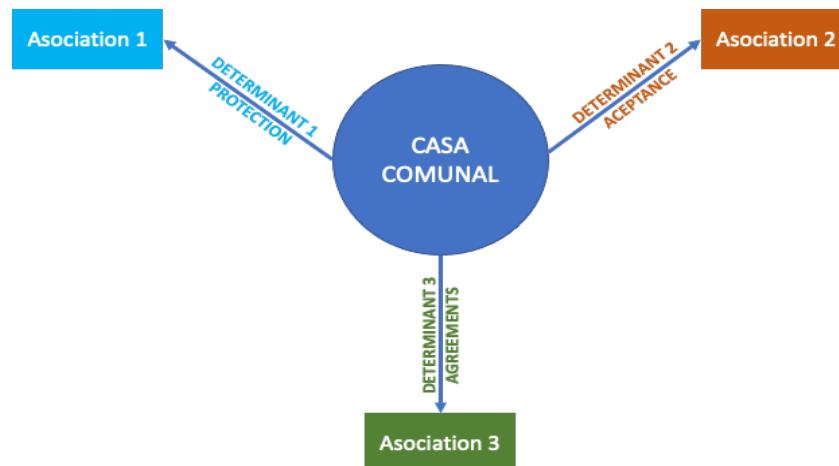 Asociation 1
Asociation 2
DETERMINANT 1
PROTECTION
DETERMINANT 2
ACEPTANCE
CASA
COMUNAL
DETERMINANT 3
AGREEMENTS
Asociation 3